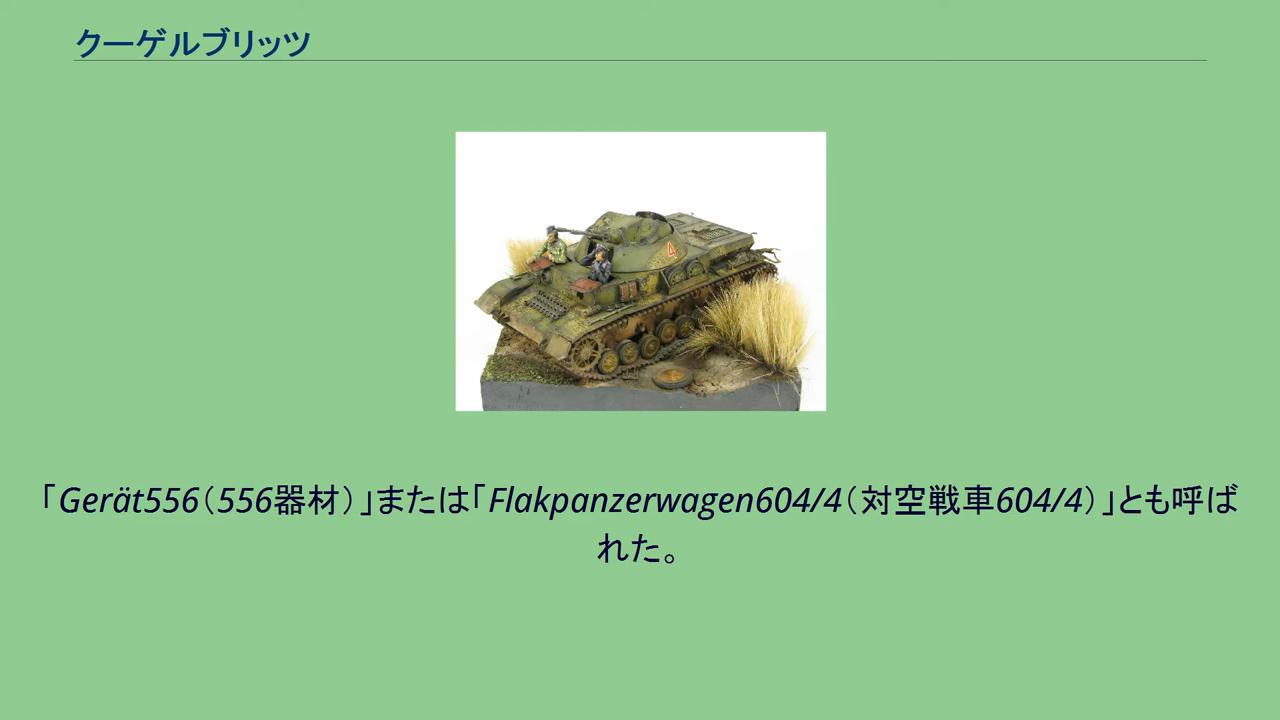 クーゲルブリッツ
4
「Gerät556（556器材）」または「Flakpanzerwagen604/4（対空戦車604/4）」とも呼ば
れた。